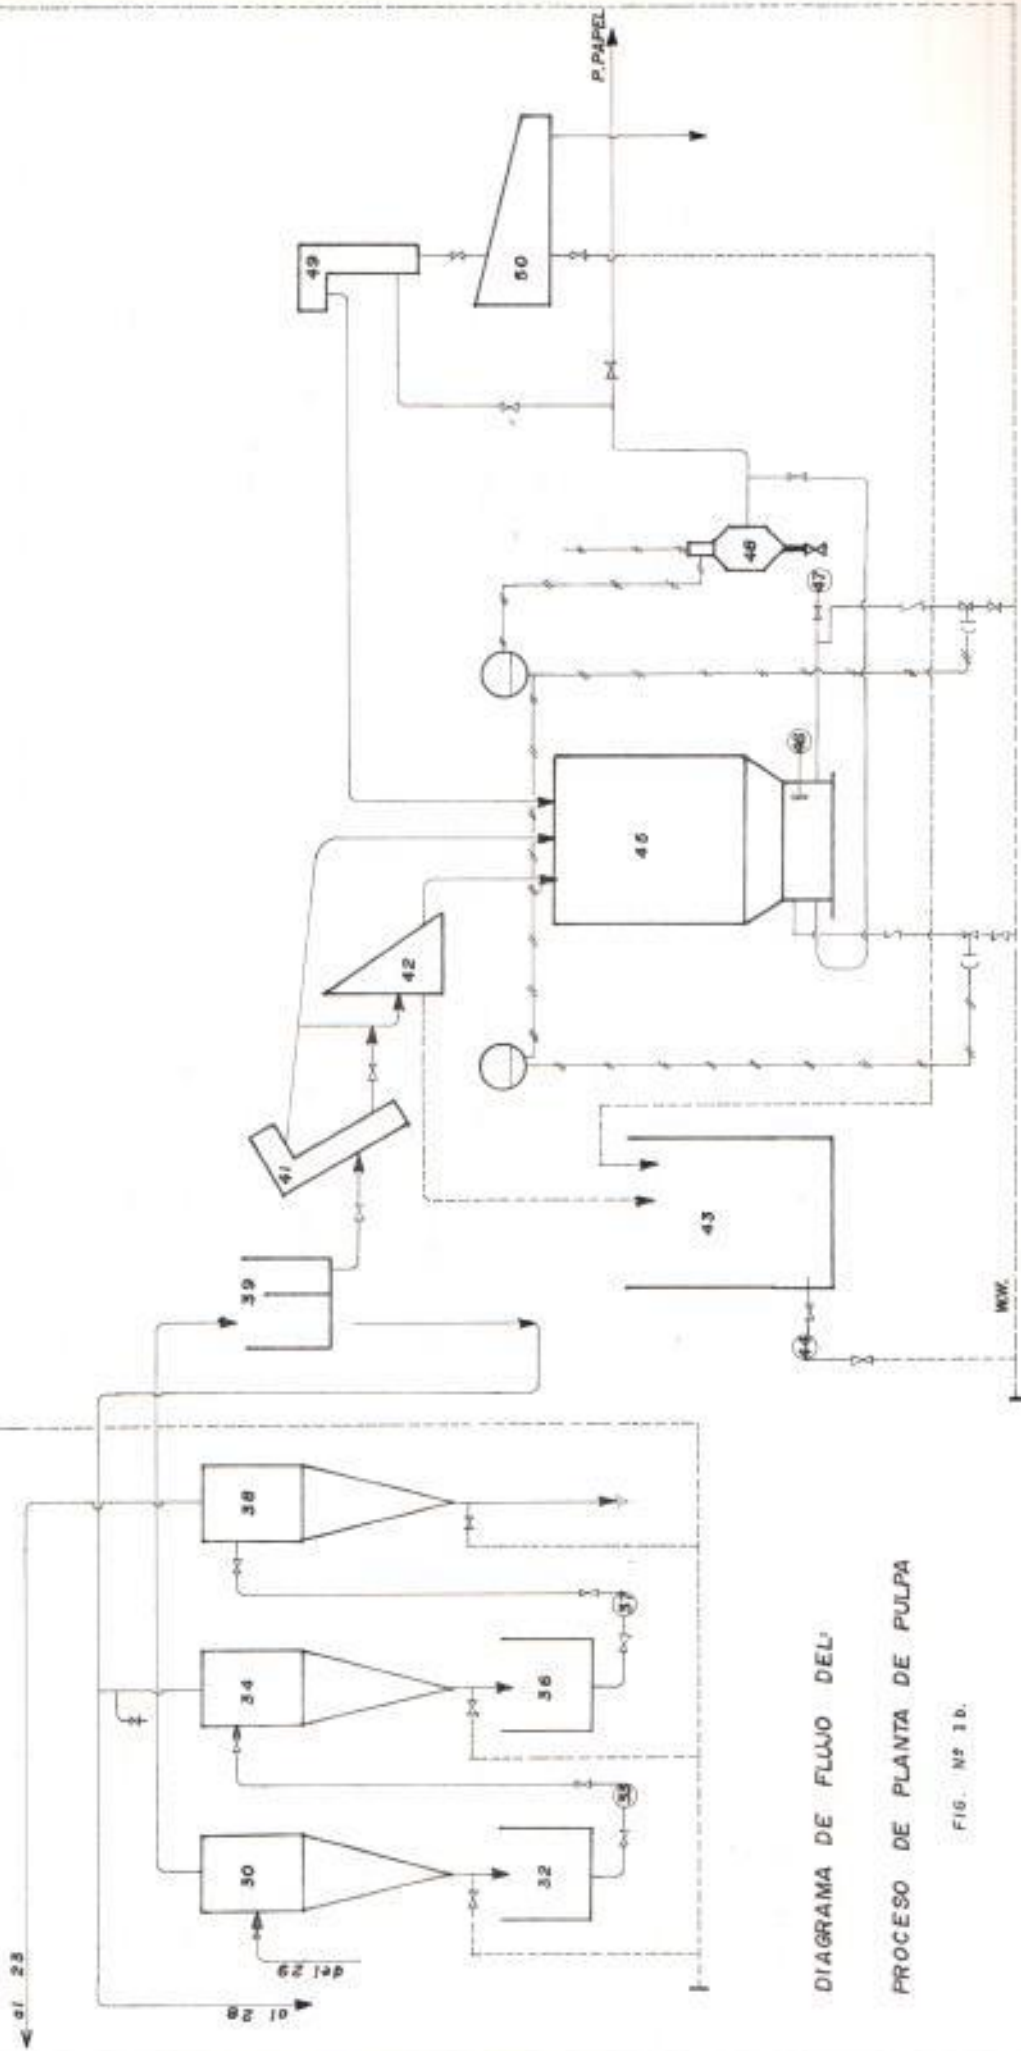 al 23
al 28
del 29
30
32
33
34
36
37
38
39
41
42
43
44
45
46
47
48
49
50
P.PAPEL
W.W.
DIAGRAMA DE FLUJO DEL:
PROCESO DE PLANTA DE PULPA
FIG. Nº 1b.